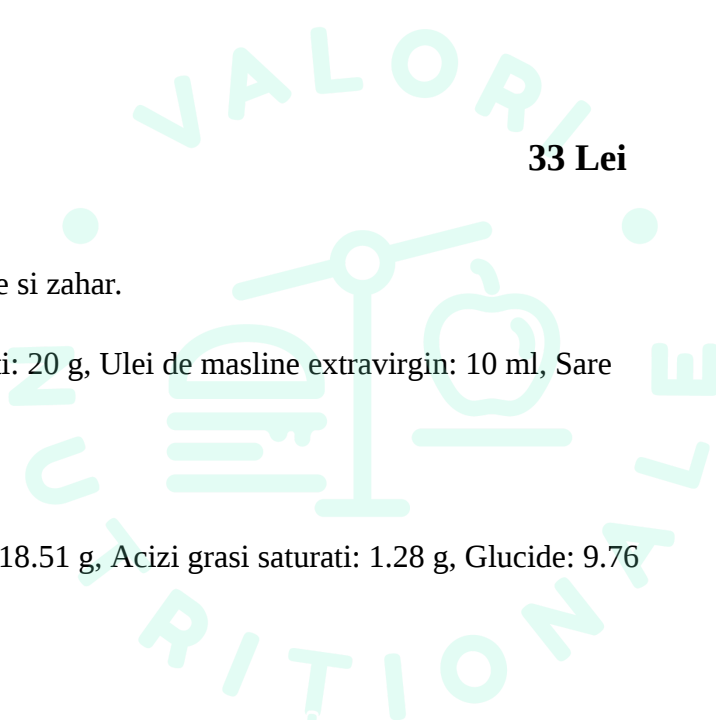 VALORI
33 Lei
e si zahar.
ti: 20 g, Ulei de masline extravirgin: 10 ml, Sare
18.51 g, Acizi grasi saturati: 1.28 g, Glucide: 9.76
NUTRITIONALE